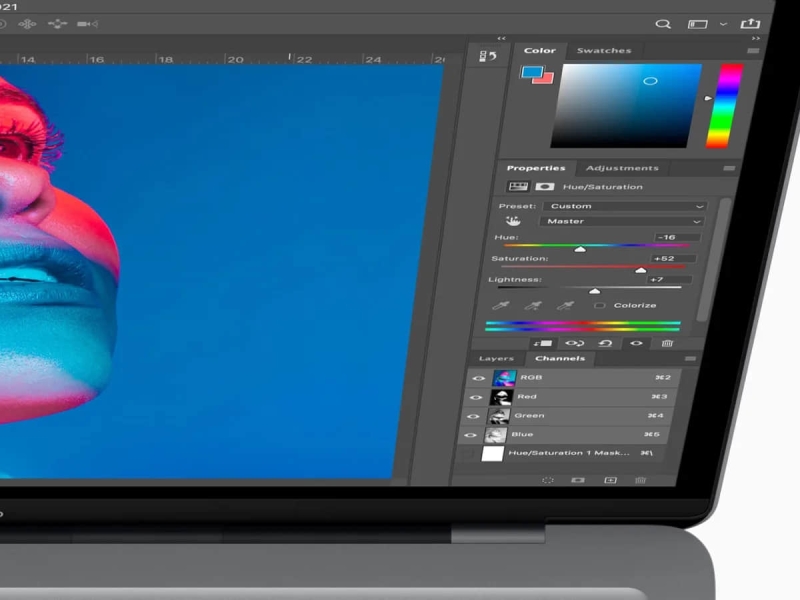 021
14 16 18 20 22 24
Color Swatches
Properties Adjustments
Hue/Saturation
Preset: Custom
Master
Hue: -16
Saturation: +52
Lightness: +7
Colorize
Layers Channels
RGB ⌘2
Red ⌘3
Green ⌘4
Blue ⌘5
Hue/Saturation 1 Mask... ⌘\